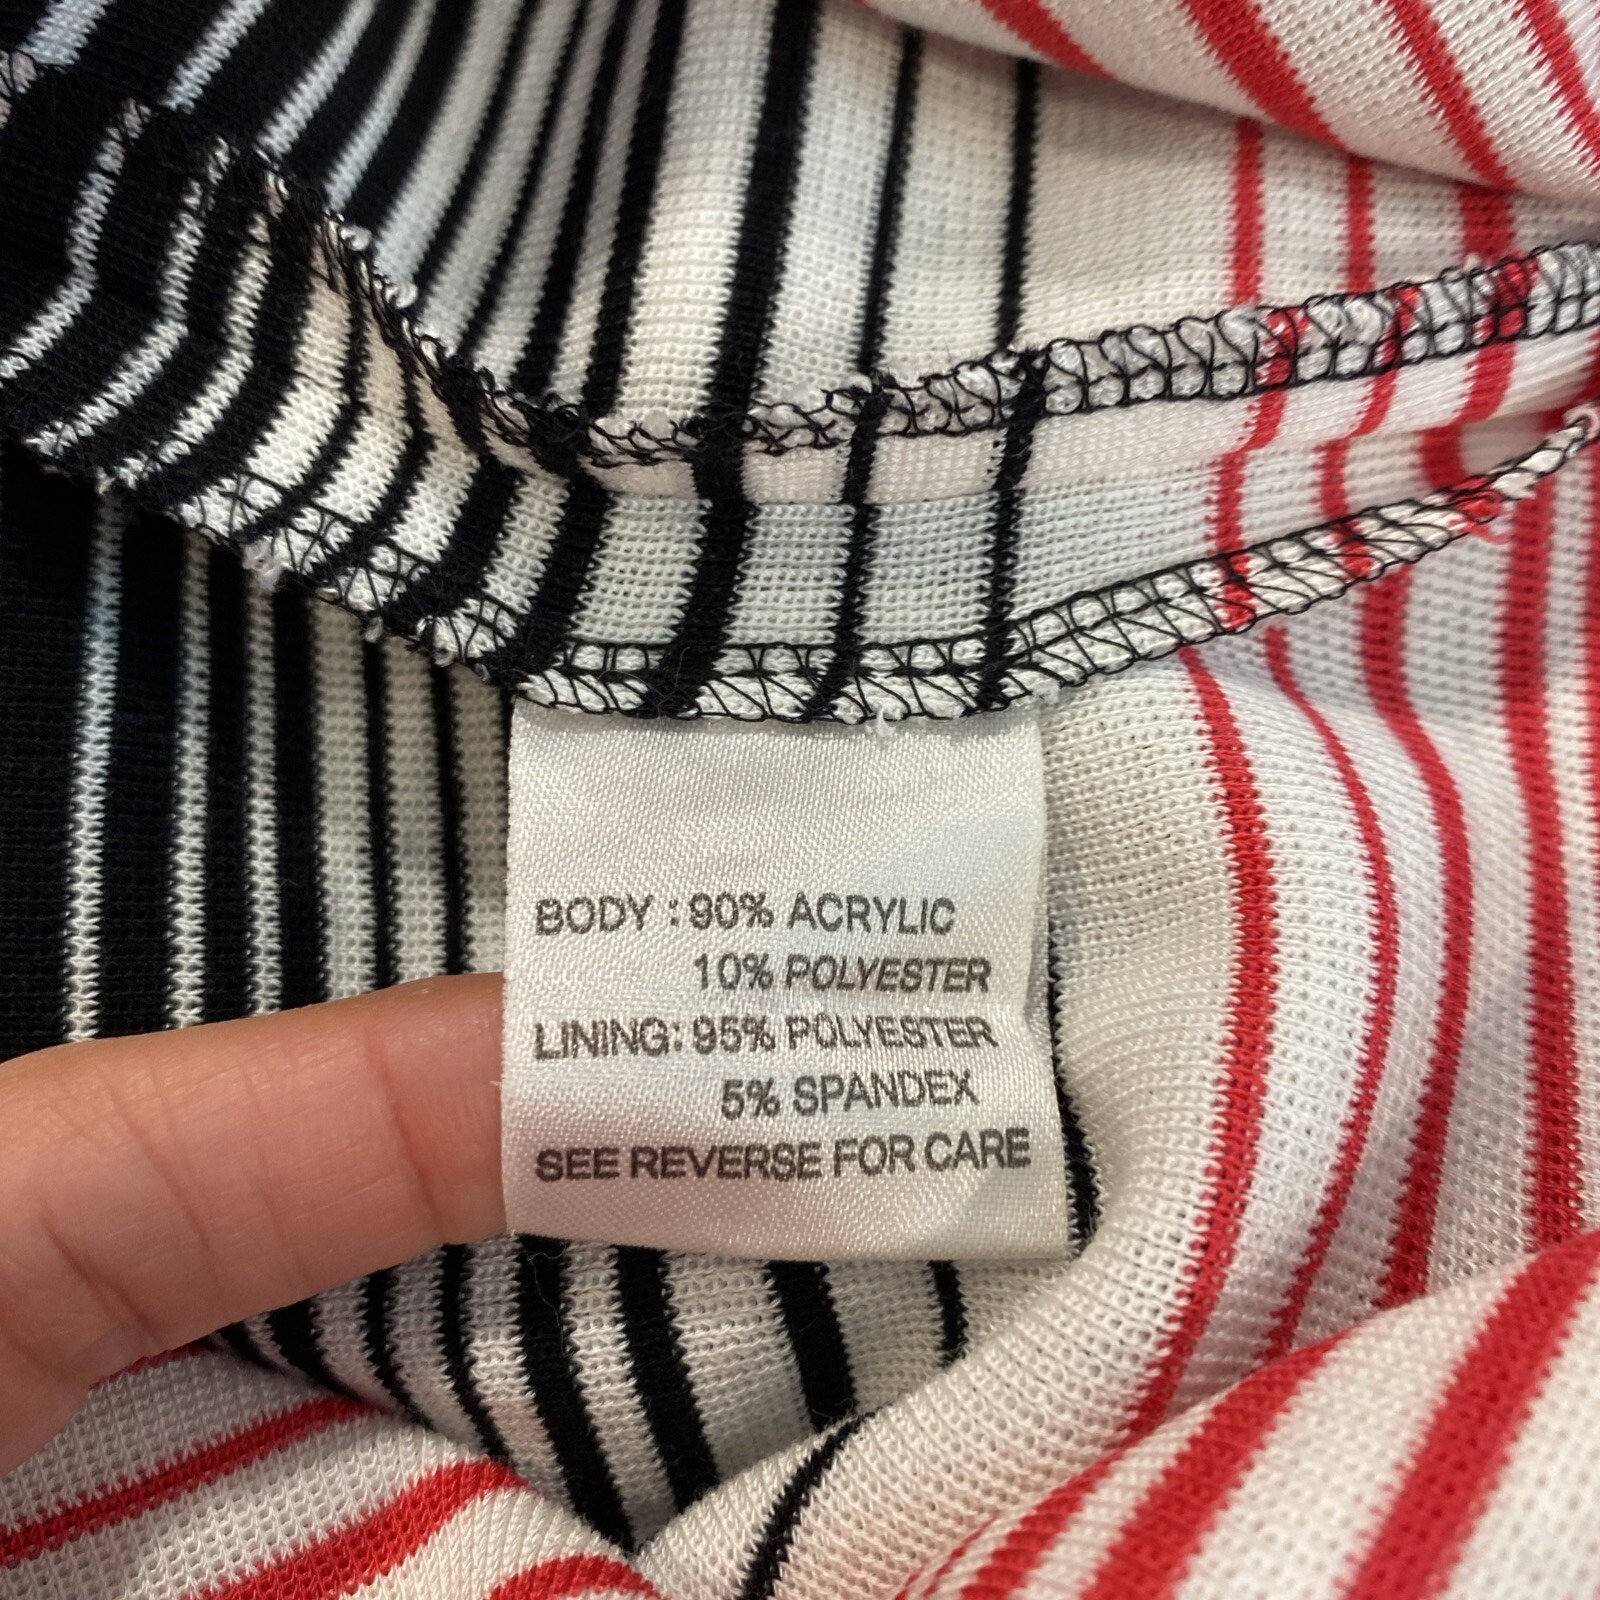 BODY : 90% ACRYLIC
10% POLYESTER
LINING: 95% POLYESTER
5% SPANDEX
SEE REVERSE FOR CARE